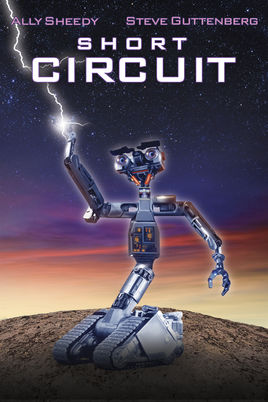 ALLY SHEEDY STEVE GUTTENBERG
SHORT
CIRCUIT